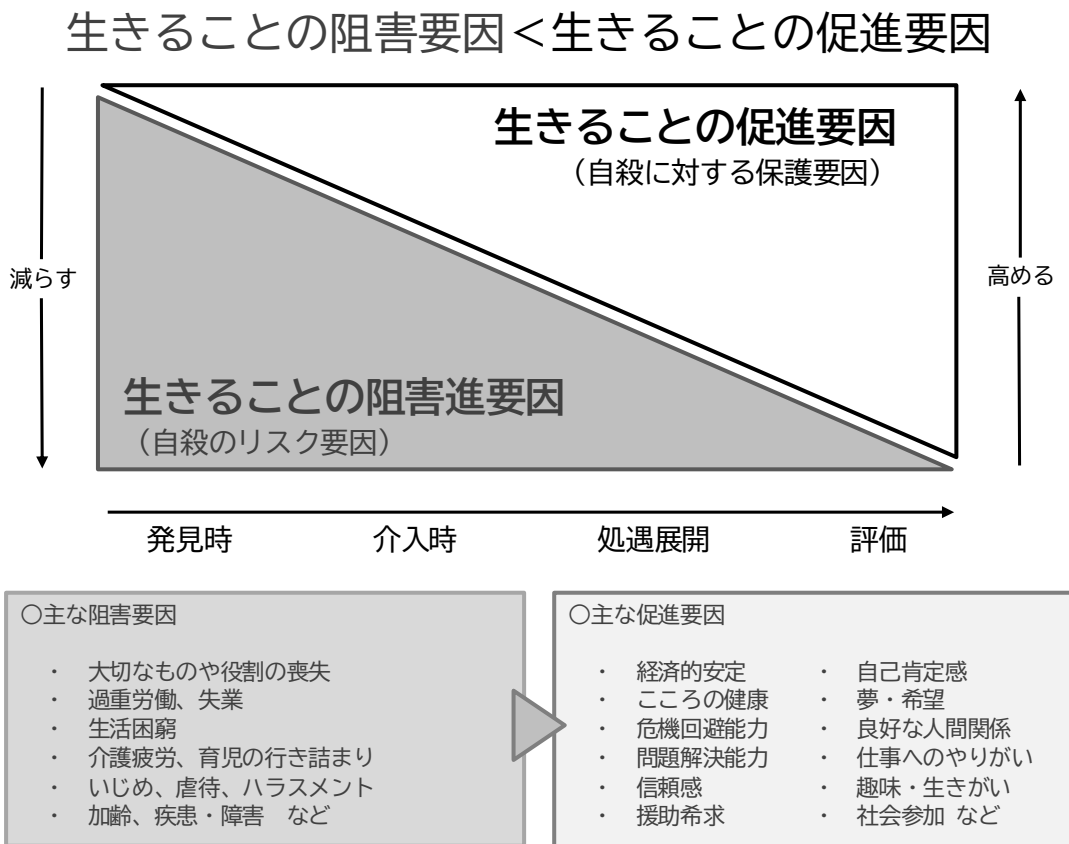 生きることの阻害要因＜生きることの促進要因
生きることの促進要因
（自殺に対する保護要因）
減らす
高める
生きることの阻害進要因
（自殺のリスク要因）
発見時　介入時　処遇展開　評価
〇主な阻害要因
・　大切なものや役割の喪失
・　過重労働、失業
・　生活困窮
・　介護疲労、育児の行き詰まり
・　いじめ、虐待、ハラスメント
・　加齢、疾患・障害　など
〇主な促進要因
・　経済的安定
・　こころの健康
・　危機回避能力
・　問題解決能力
・　信頼感
・　援助希求
・　自己肯定感
・　夢・希望
・　良好な人間関係
・　仕事へのやりがい
・　趣味・生きがい
・　社会参加 など